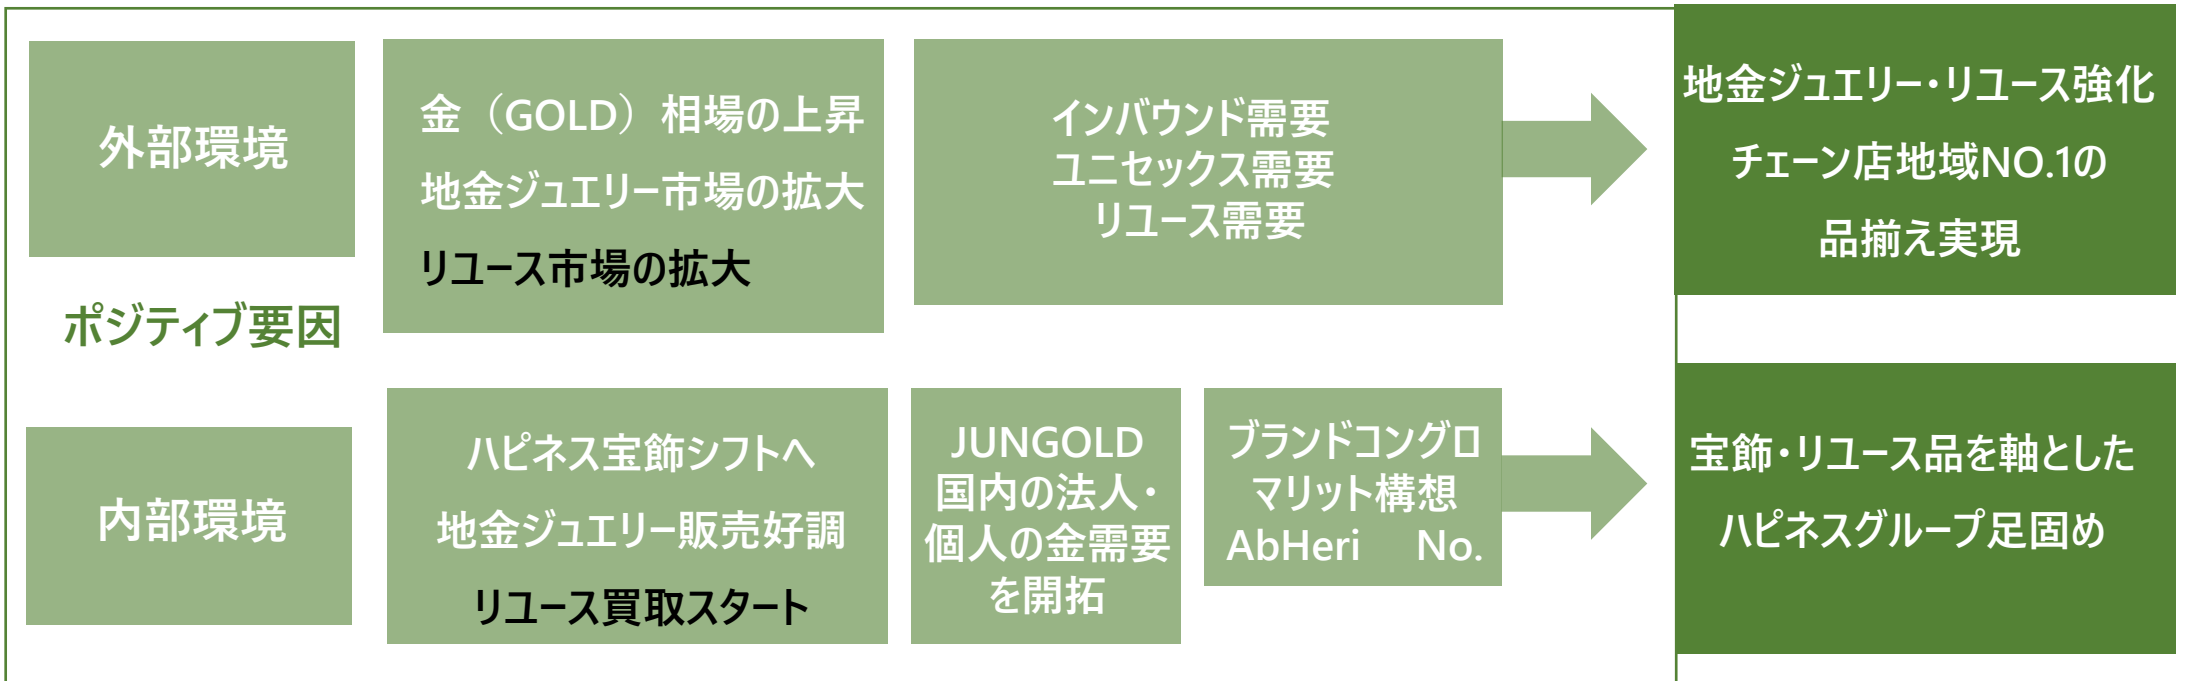 外部環境
金（GOLD）相場の上昇
地金ジュエリー市場の拡大
リユース市場の拡大
インバウンド需要
ユニセックス需要
リユース需要
地金ジュエリー・リユース強化
チェーン店地域NO.1の
品揃え実現
ポジティブ要因
内部環境
ハピネス宝飾シフトへ
地金ジュエリー販売好調
リユース買取スタート
JUNGOLD
国内の法人・
個人の金需要
を開拓
ブランドコングロ
マリット構想
AbHeri　No.
宝飾・リユース品を軸とした
ハピネスグループ足固め